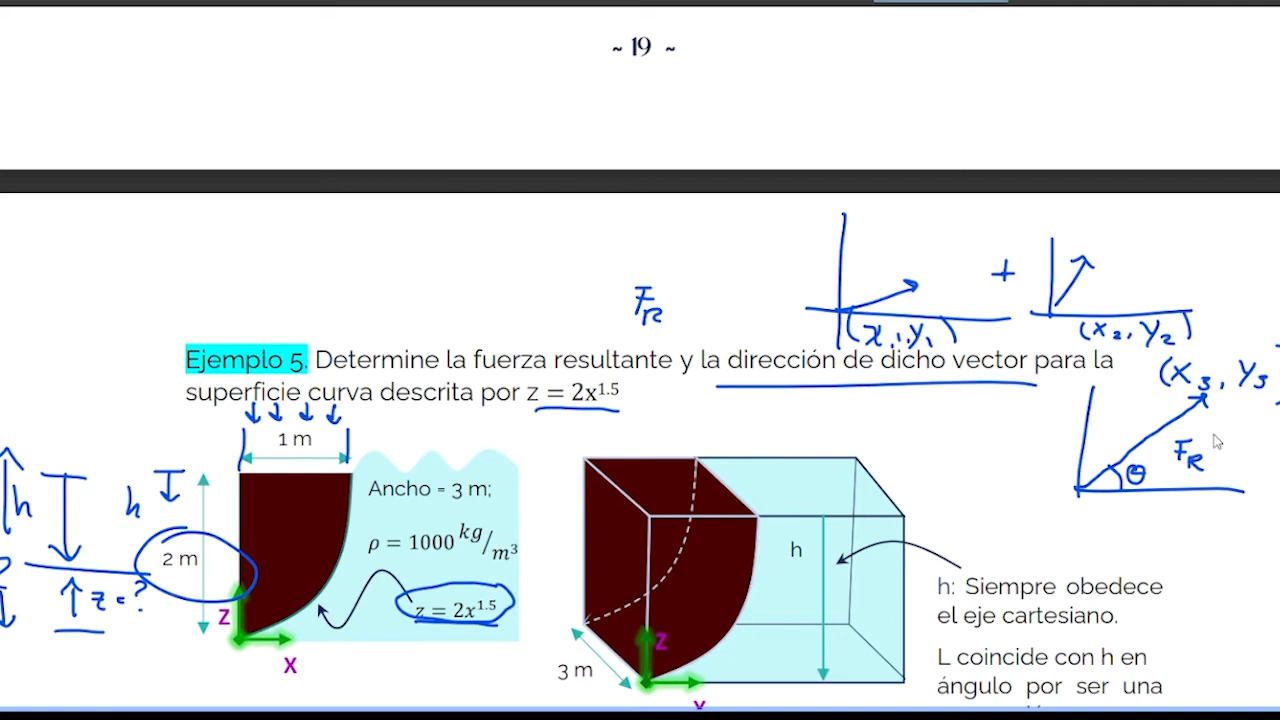 ~ 19 ~
F_R
+
(x₁, y₁)
(x₂, y₂)
Ejemplo 5. Determine la fuerza resultante y la dirección de dicho vector para la
superficie curva descrita por z = 2x^1.5
(x₃, y₃
F_R
θ
1 m
h
h
2 m
z = ?
Z
X
Ancho = 3 m;
ρ = 1000 kg/m³
z = 2x^1.5
h
Z
3 m
h: Siempre obedece
el eje cartesiano.
L coincide con h en
ángulo por ser una